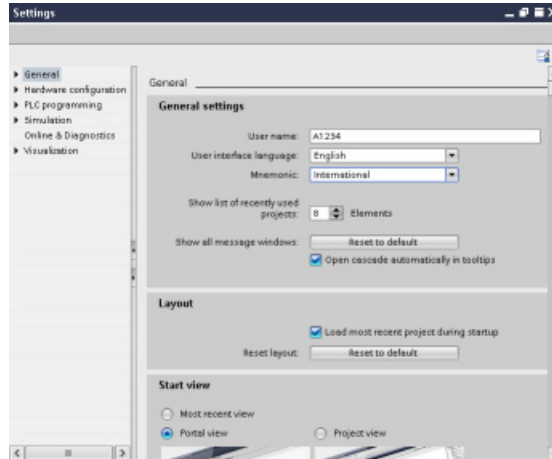 Settings
General
Hardware configuration
PLC programming
Simulation
Online & Diagnostics
Visualization
General
General settings
User name: A1234
User interface language: English
Mnemonic: International
Show list of recently used
projects: 8 Elements
Show all message windows: Reset to default
Open cascade automatically in tooltips
Layout
Load most recent project during startup
Reset layout: Reset to default
Start view
Most recent view
Portal view Project view